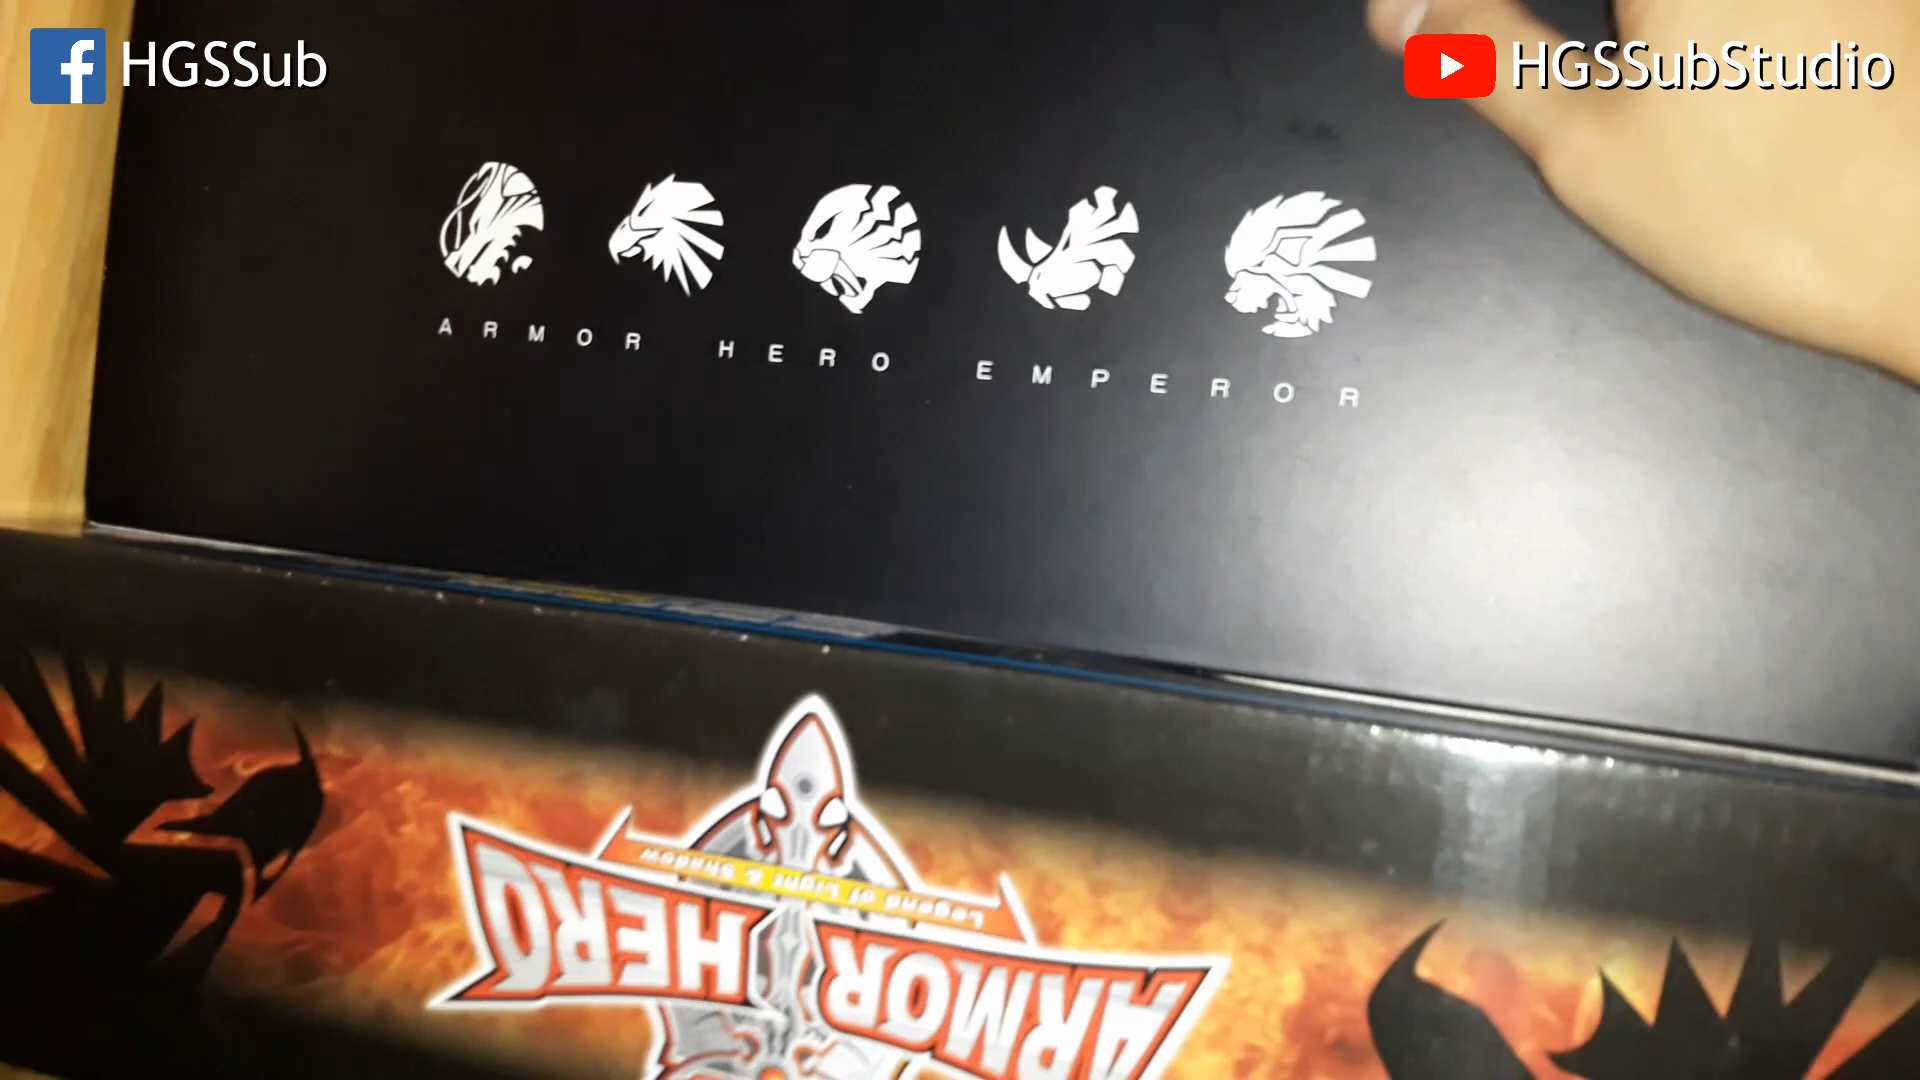 HGSSub
HGSSubStudio
ARMOR HERO EMPEROR
Legend of Light & Shadow
ARMOR HERO